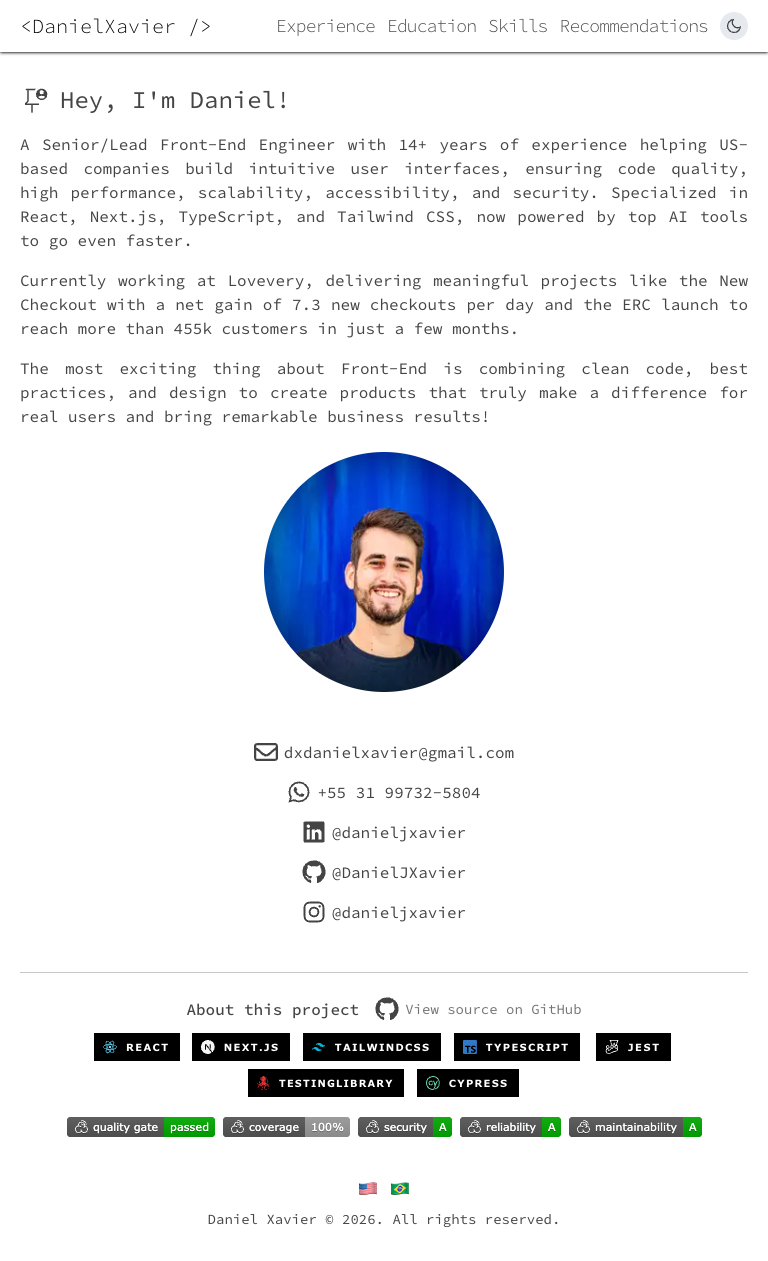 <DanielXavier />
Experience Education Skills Recommendations
Hey, I'm Daniel!
A Senior/Lead Front-End Engineer with 14+ years of experience helping US-
based companies build intuitive user interfaces, ensuring code quality,
high performance, scalability, accessibility, and security. Specialized in
React, Next.js, TypeScript, and Tailwind CSS, now powered by top AI tools
to go even faster.
Currently working at Lovevery, delivering meaningful projects like the New
Checkout with a net gain of 7.3 new checkouts per day and the ERC launch to
reach more than 455k customers in just a few months.
The most exciting thing about Front-End is combining clean code, best
practices, and design to create products that truly make a difference for
real users and bring remarkable business results!
dxdanielxavier@gmail.com
+55 31 99732-5804
@danieljxavier
@DanielJXavier
@danieljxavier
About this project View source on GitHub
REACT NEXT.JS TAILWINDCSS TS TYPESCRIPT JEST
TESTINGLIBRARY CY CYPRESS
quality gate passed coverage 100% security A reliability A maintainability A
Daniel Xavier © 2026. All rights reserved.